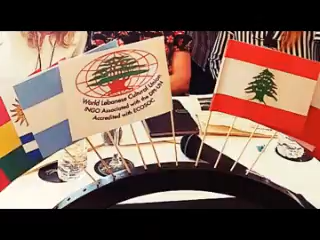 World Lebanese Cultural Union
INGO Associated with the DPI-UN
Accredited with ECOSOC